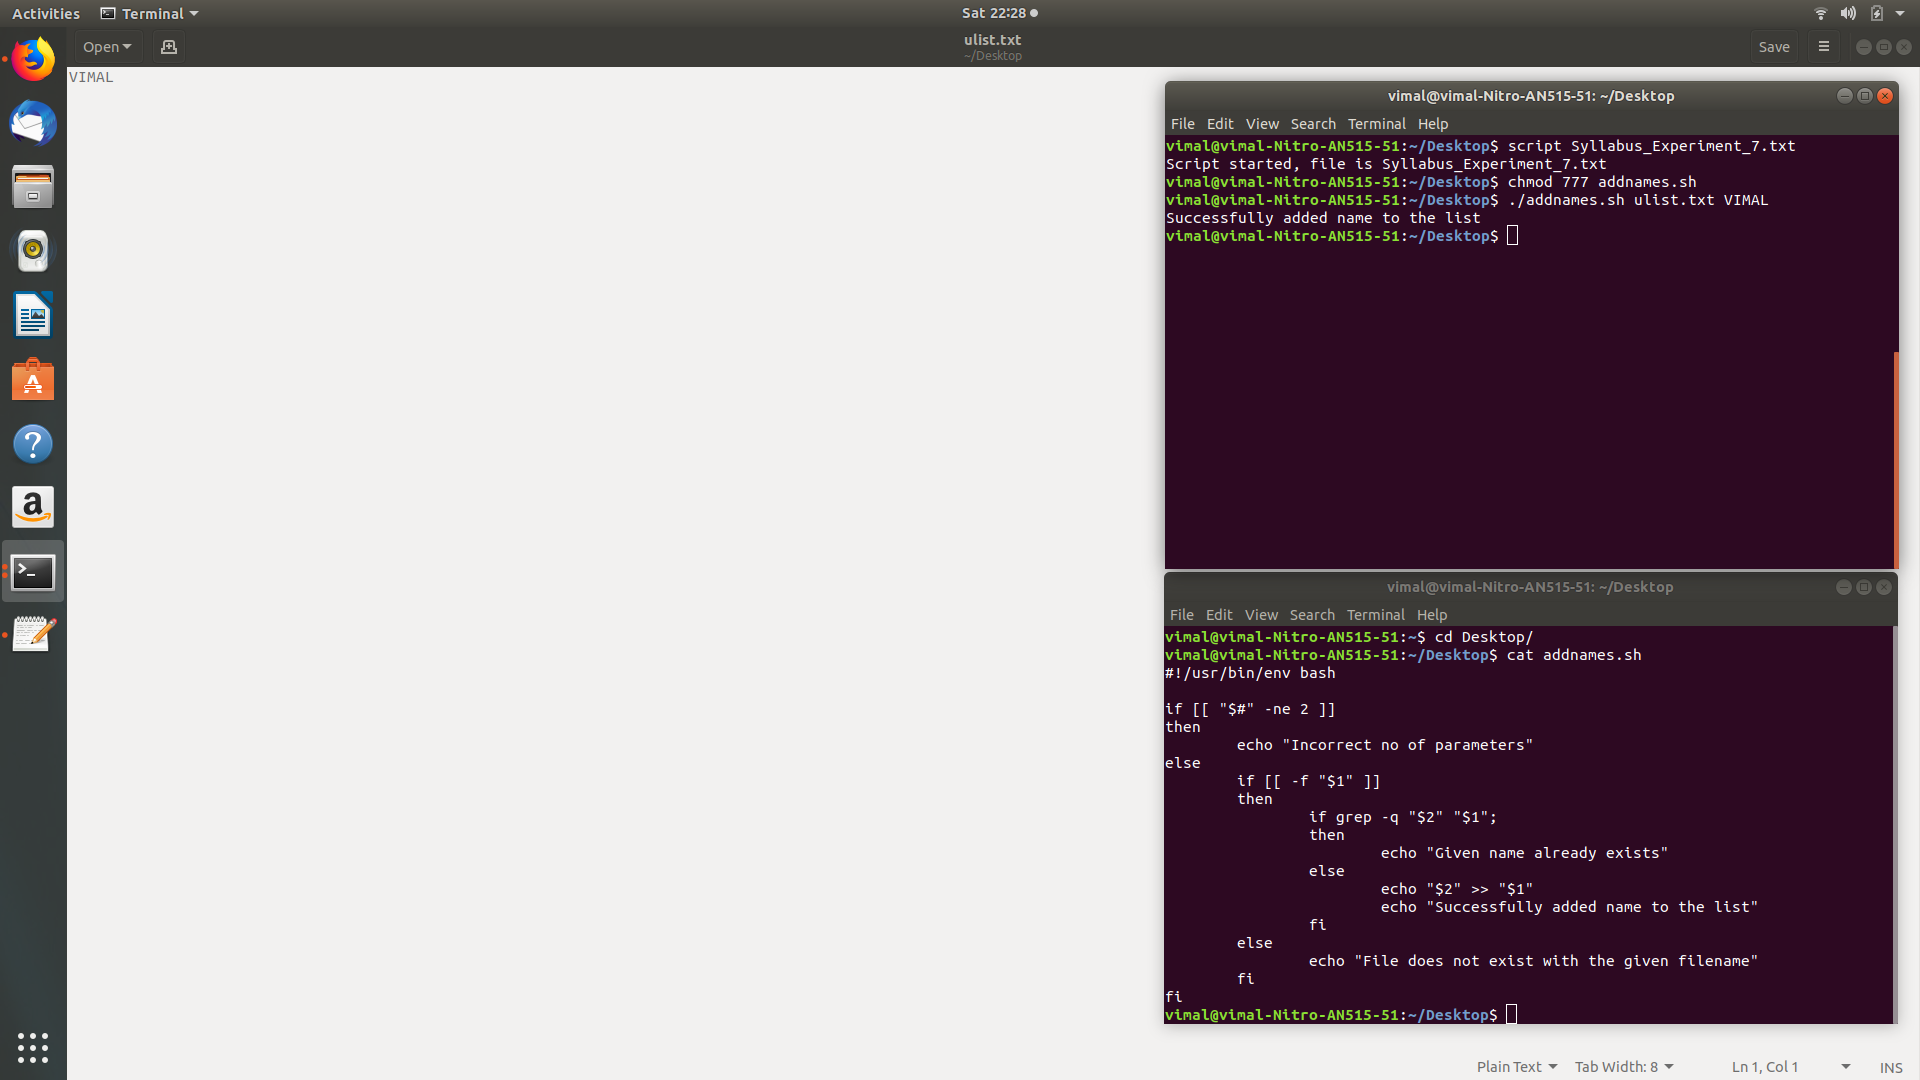 Activities Terminal Sat 22:28
Open ulist.txt Save
~/Desktop
VIMAL
vimal@vimal-Nitro-AN515-51: ~/Desktop
File Edit View Search Terminal Help
vimal@vimal-Nitro-AN515-51:~/Desktop$ script Syllabus_Experiment_7.txt
Script started, file is Syllabus_Experiment_7.txt
vimal@vimal-Nitro-AN515-51:~/Desktop$ chmod 777 addnames.sh
vimal@vimal-Nitro-AN515-51:~/Desktop$ ./addnames.sh ulist.txt VIMAL
Successfully added name to the list
vimal@vimal-Nitro-AN515-51:~/Desktop$
vimal@vimal-Nitro-AN515-51: ~/Desktop
File Edit View Search Terminal Help
vimal@vimal-Nitro-AN515-51:~$ cd Desktop/
vimal@vimal-Nitro-AN515-51:~/Desktop$ cat addnames.sh
#!/usr/bin/env bash
if [[ "$#" -ne 2 ]]
then
echo "Incorrect no of parameters"
else
if [[ -f "$1" ]]
then
if grep -q "$2" "$1";
then
echo "Given name already exists"
else
echo "$2" >> "$1"
echo "Successfully added name to the list"
fi
else
echo "File does not exist with the given filename"
fi
fi
vimal@vimal-Nitro-AN515-51:~/Desktop$
Plain Text Tab Width: 8 Ln 1, Col 1 INS